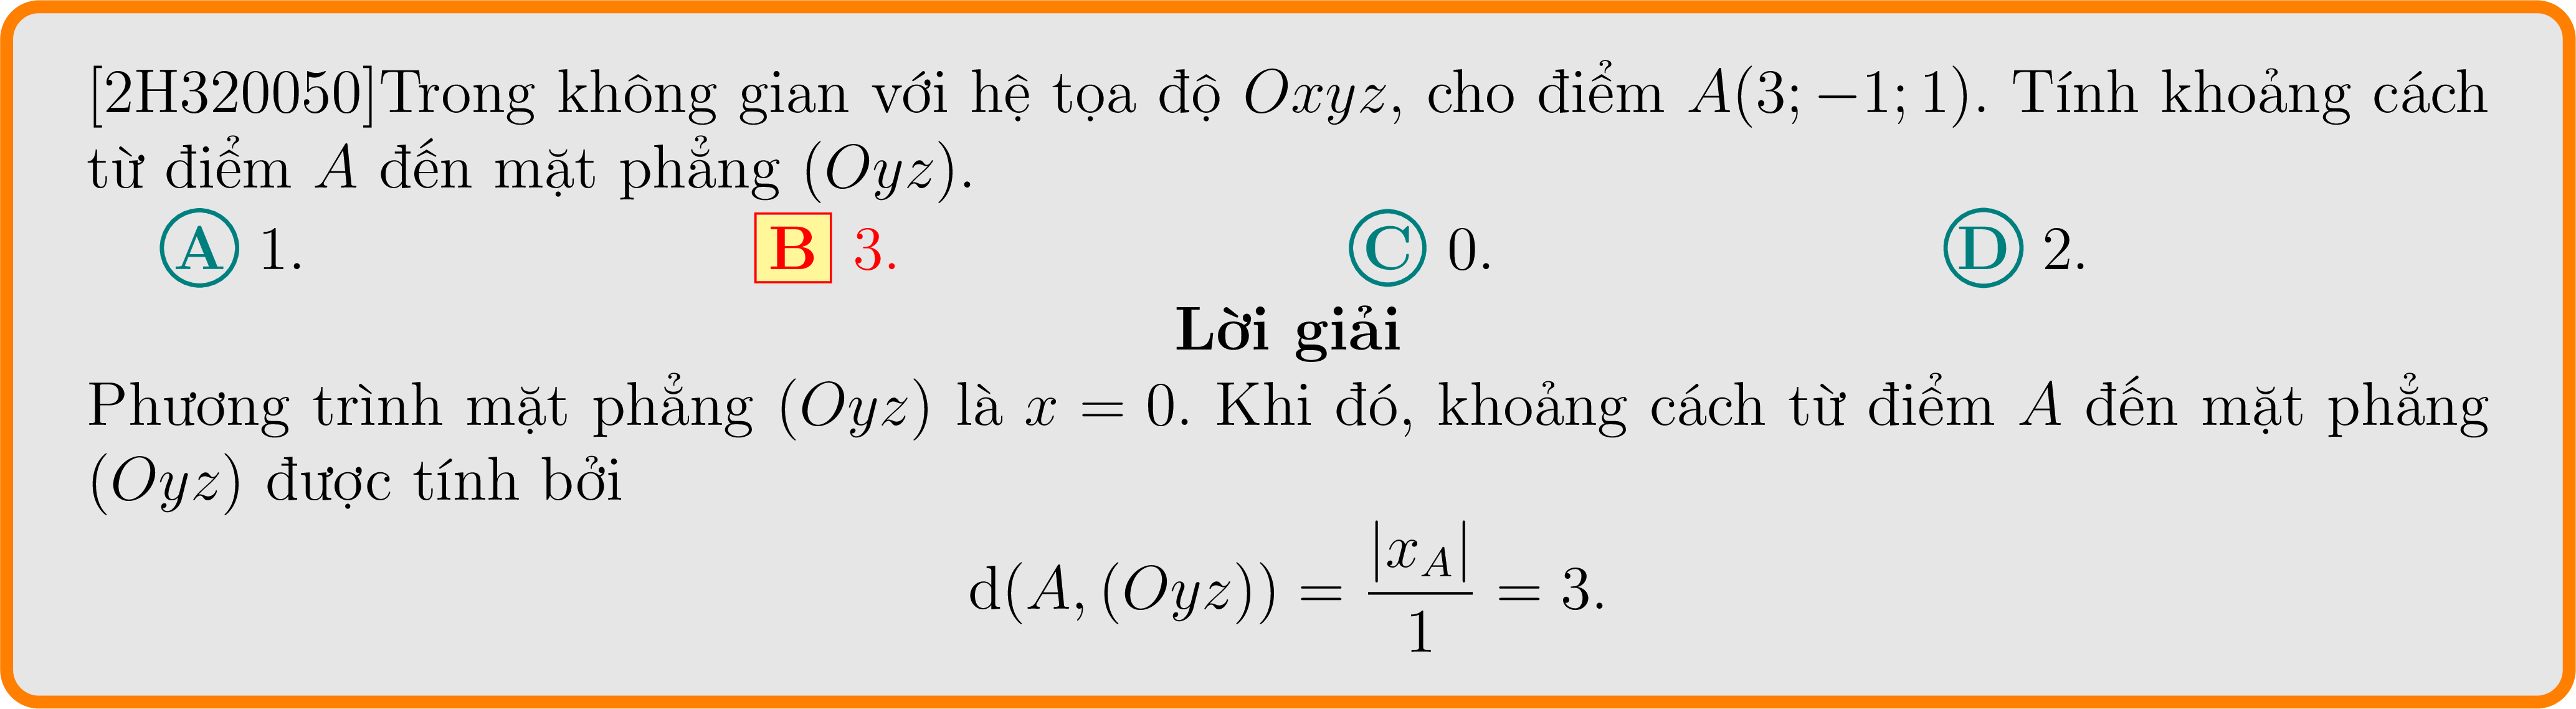 [2H320050]Trong không gian với hệ tọa độ Oxyz, cho điểm A(3; −1; 1). Tính khoảng cách
từ điểm A đến mặt phẳng (Oyz).
A 1. B 3. C 0. D 2.
Lời giải
Phương trình mặt phẳng (Oyz) là x = 0. Khi đó, khoảng cách từ điểm A đến mặt phẳng
(Oyz) được tính bởi
d(A, (Oyz)) = |x_A| / 1 = 3.